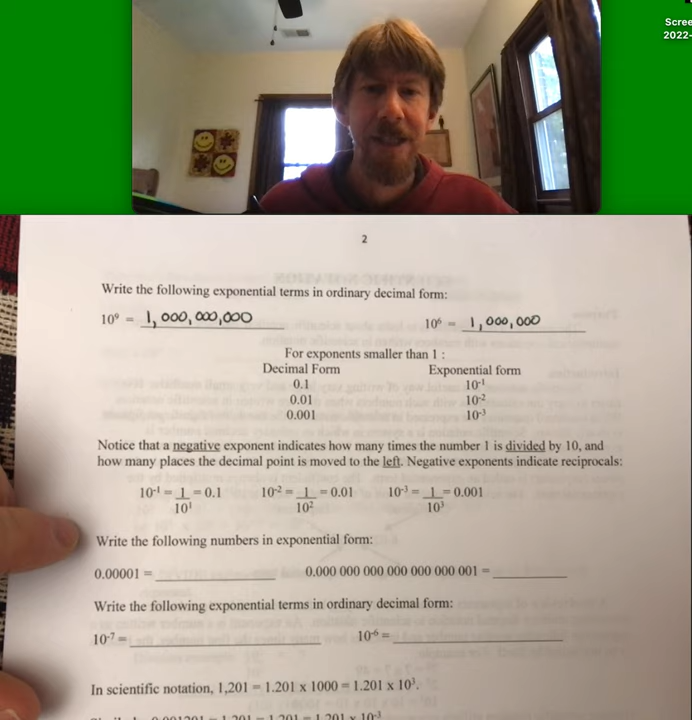 Scree
2022-
2
Write the following exponential terms in ordinary decimal form:
10⁹ = 1,000,000,000 10⁶ = 1,000,000
For exponents smaller than 1 :
Decimal Form Exponential form
0.1 10⁻¹
0.01 10⁻²
0.001 10⁻³
Notice that a negative exponent indicates how many times the number 1 is divided by 10, and
how many places the decimal point is moved to the left. Negative exponents indicate reciprocals:
10⁻¹ = 1 = 0.1 10⁻² = 1 = 0.01 10⁻³ = 1 = 0.001
10¹ 10² 10³
Write the following numbers in exponential form:
0.00001 = 0.000 000 000 000 000 000 001 =
Write the following exponential terms in ordinary decimal form:
10⁻⁷ = 10⁻⁶ =
In scientific notation, 1,201 = 1.201 x 1000 = 1.201 x 10³.